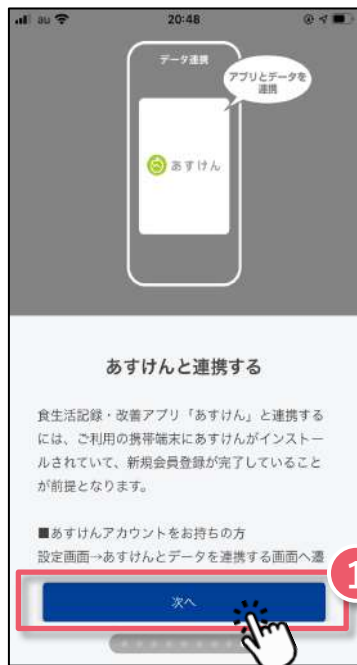 au 20:48
データ連携
アプリとデータを
連携
あすけん
あすけんと連携する
食生活記録・改善アプリ「あすけん」と連携する
には、ご利用の携帯端末にあすけんがインストー
ルされていて、新規会員登録が完了していること
が前提となります。
■あすけんアカウントをお持ちの方
設定画面→あすけんとデータを連携する画面へ遷
1
次へ